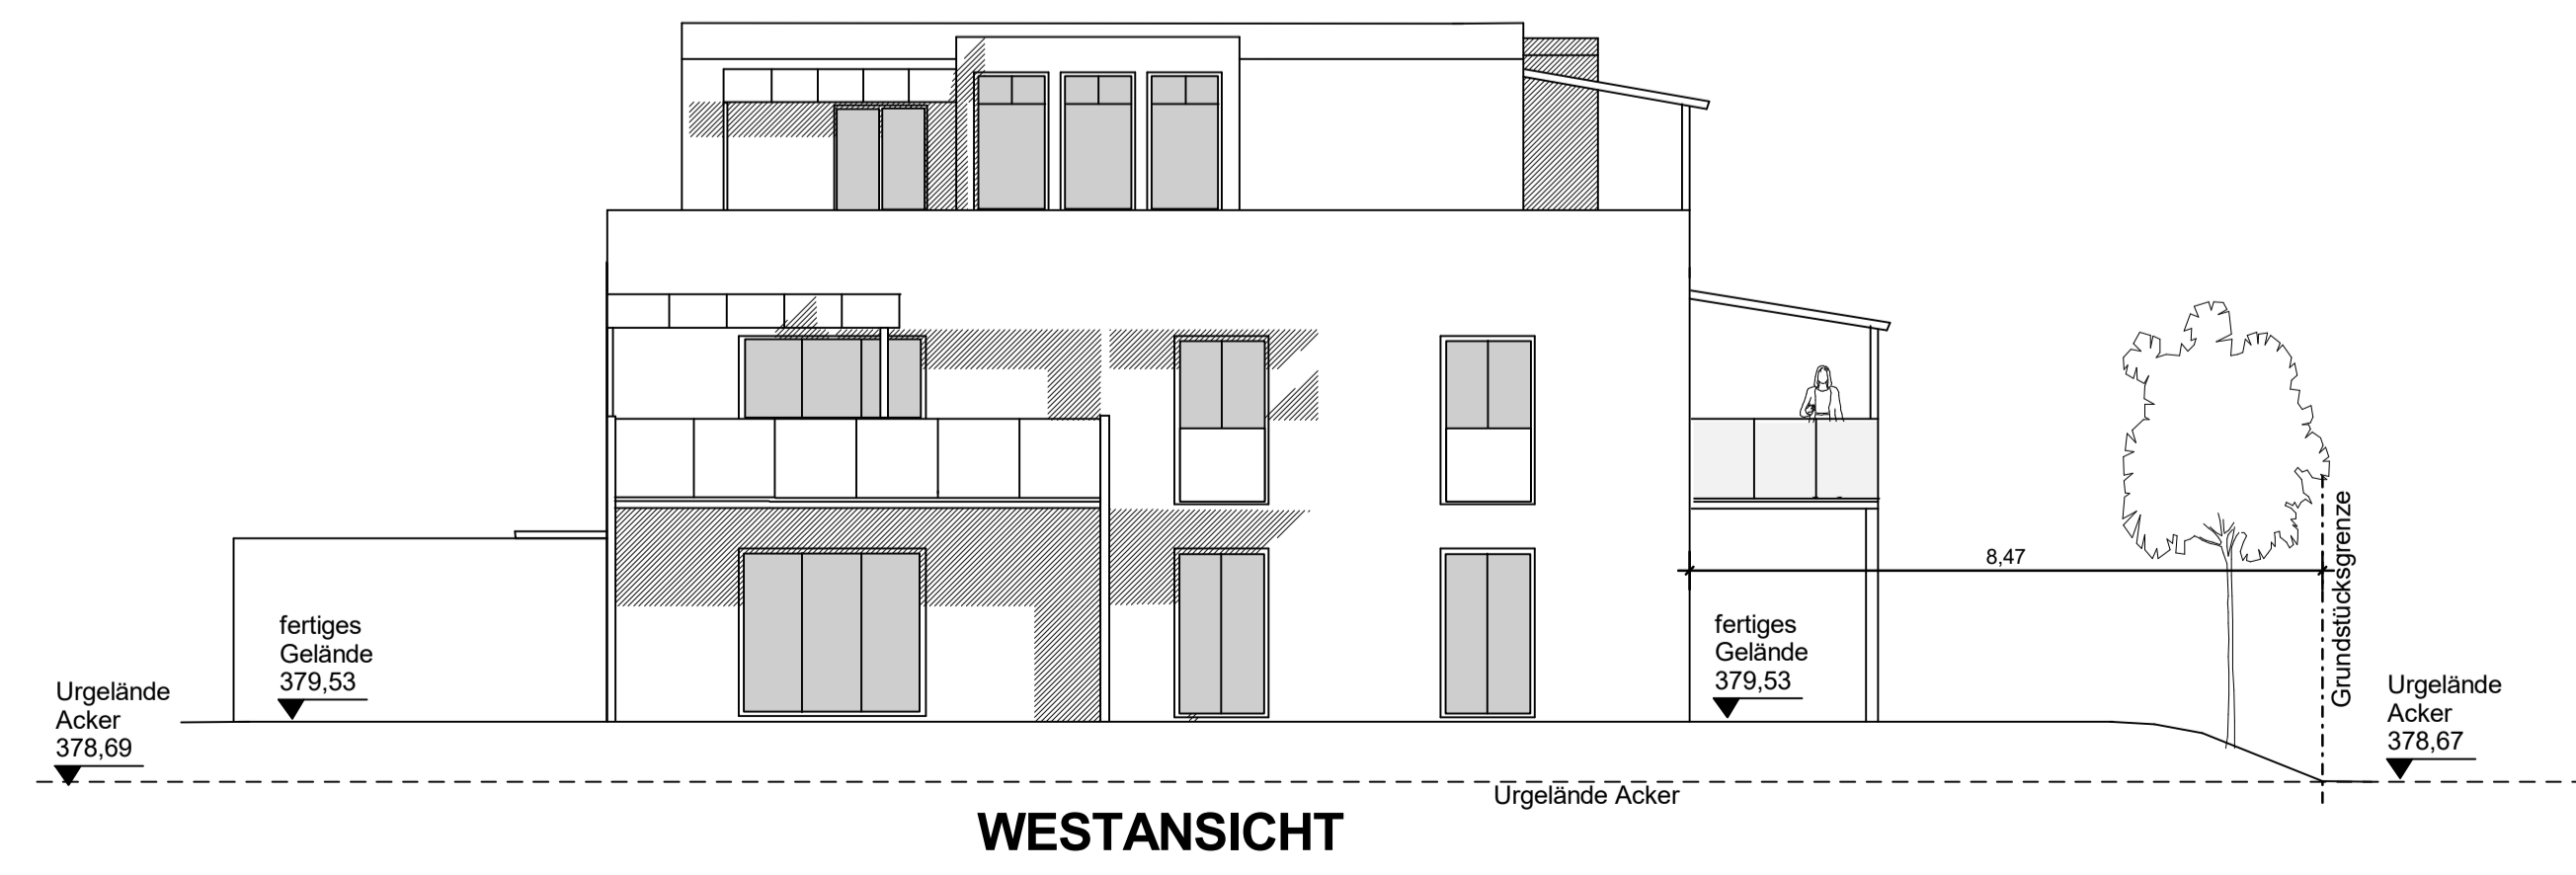 Urgelände
Acker
378,69
fertiges
Gelände
379,53
fertiges
Gelände
379,53
8,47
Grundstücksgrenze
Urgelände
Acker
378,67
Urgelände Acker
WESTANSICHT